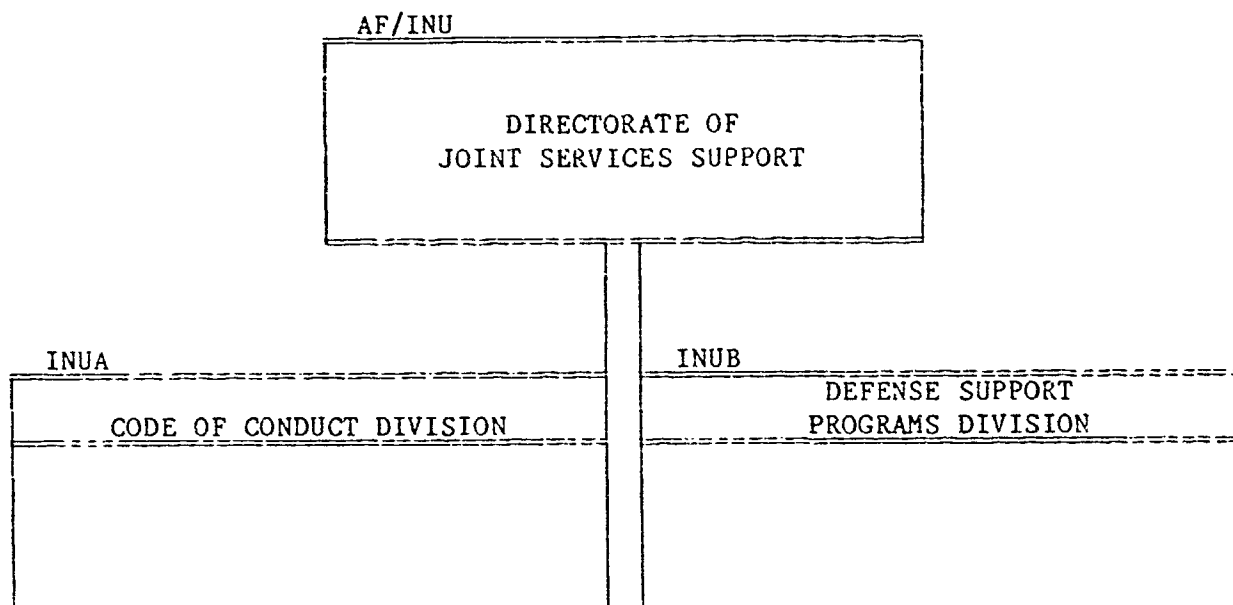 AF/INU
DIRECTORATE OF
JOINT SERVICES SUPPORT
INUA
CODE OF CONDUCT DIVISION
INUB
DEFENSE SUPPORT
PROGRAMS DIVISION